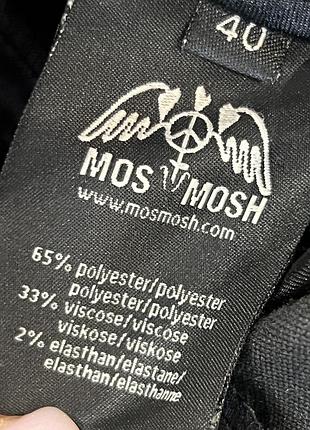 40
MOS MOSH
www.mosmosh.com
65% polyester/polyester
polyester/polyester
33% viscose/viscose
viskose/viskose
2% elasthan/elastane/
elasthan/elasthanne